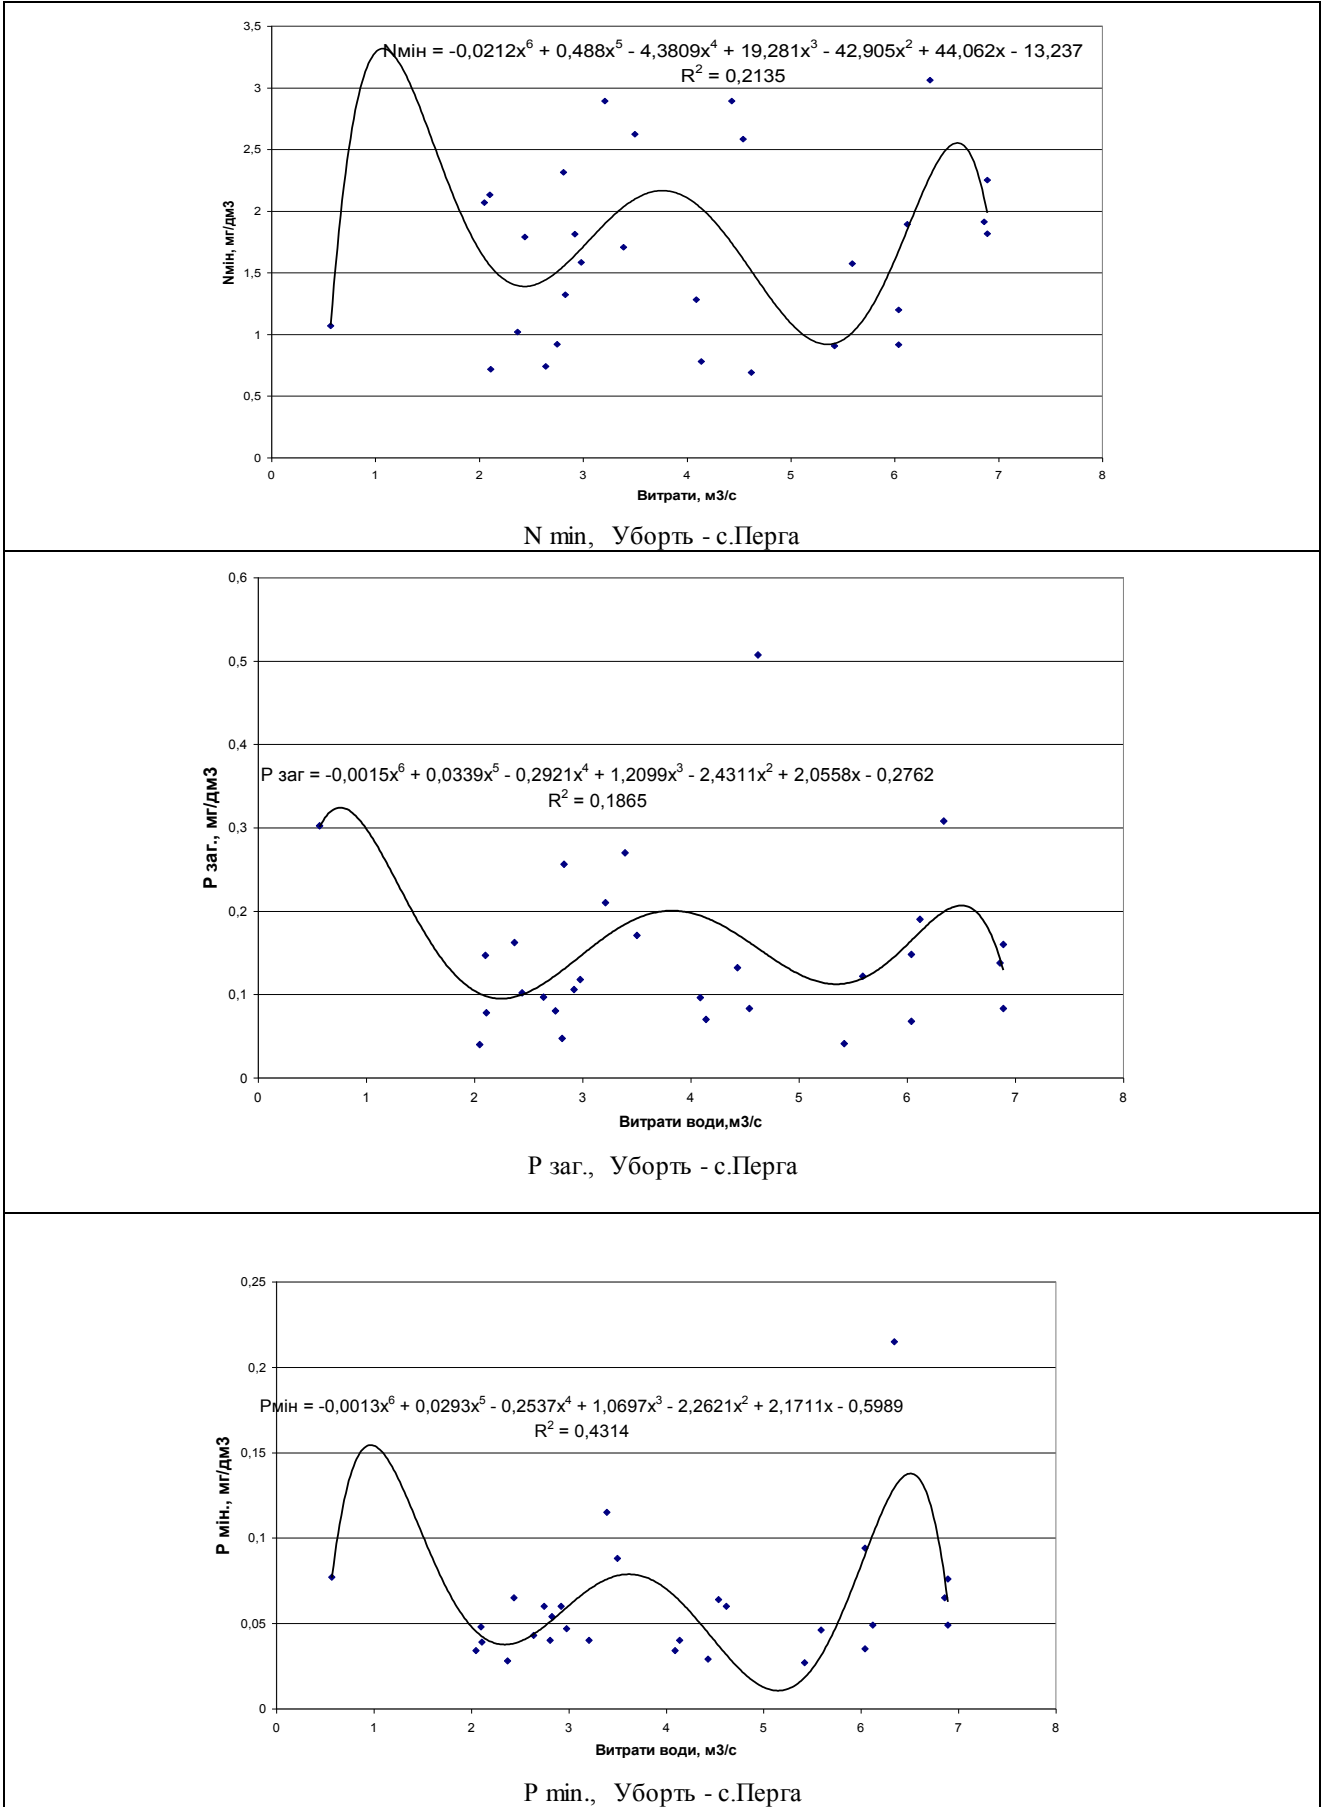 3,5
Nмін = -0,0212x⁶ + 0,488x⁵ - 4,3809x⁴ + 19,281x³ - 42,905x² + 44,062x - 13,237
R² = 0,2135
3
2,5
2
1,5
1
0,5
0
Nмін, мг/дм3
0 1 2 3 4 5 6 7 8
Витрати, м3/с
N min, Уборть - с.Перга
0,6
0,5
0,4
P заг = -0,0015x⁶ + 0,0339x⁵ - 0,2921x⁴ + 1,2099x³ - 2,4311x² + 2,0558x - 0,2762
R² = 0,1865
0,3
0,2
0,1
0
Р заг., мг/дм3
0 1 2 3 4 5 6 7 8
Витрати води,м3/с
Р заг., Уборть - с.Перга
0,25
0,2
Pмін = -0,0013x⁶ + 0,0293x⁵ - 0,2537x⁴ + 1,0697x³ - 2,2621x² + 2,1711x - 0,5989
R² = 0,4314
0,15
0,1
0,05
0
Р мін., мг/дм3
0 1 2 3 4 5 6 7 8
Витрати води, м3/с
P min., Уборть - с.Перга